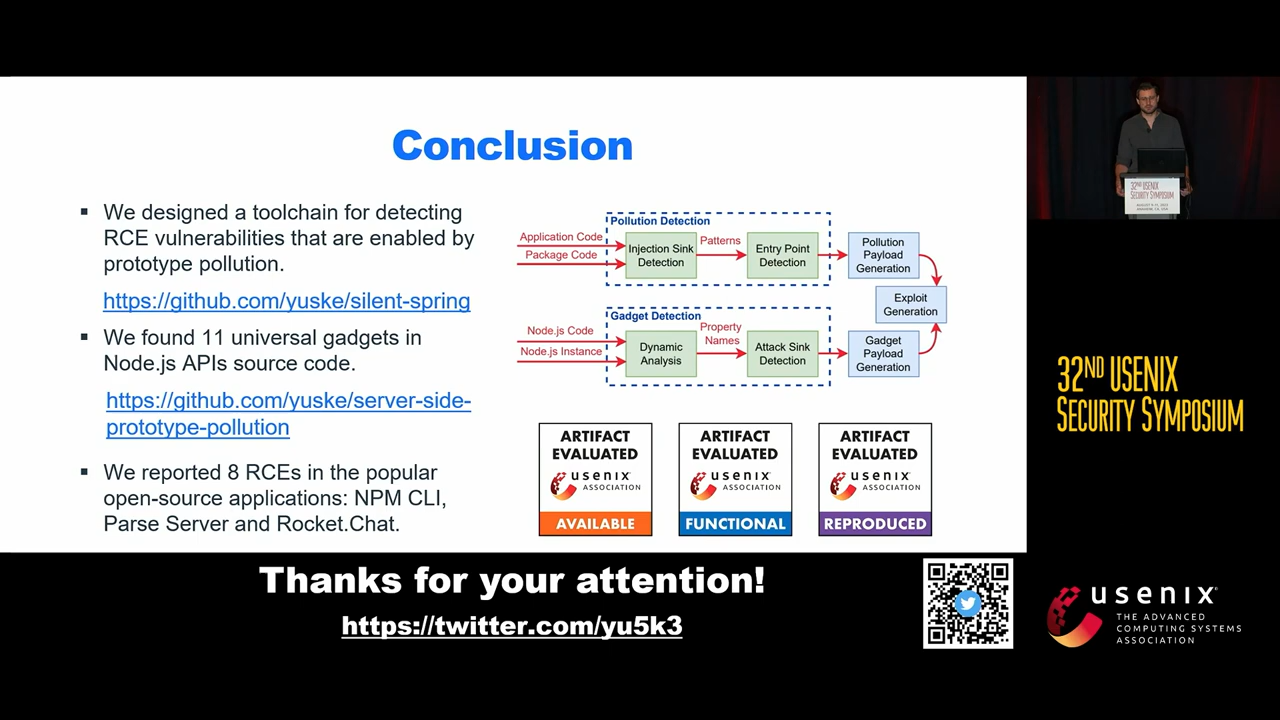 Conclusion
▪ We designed a toolchain for detecting
RCE vulnerabilities that are enabled by
prototype pollution.
https://github.com/yuske/silent-spring
▪ We found 11 universal gadgets in
Node.js APIs source code.
https://github.com/yuske/server-side-
prototype-pollution
▪ We reported 8 RCEs in the popular
open-source applications: NPM CLI,
Parse Server and Rocket.Chat.
Pollution Detection
Application Code
Package Code
Injection Sink
Detection
Patterns
Entry Point
Detection
Pollution
Payload
Generation
Exploit
Generation
Gadget Detection
Node.js Code
Node.js Instance
Dynamic
Analysis
Property
Names
Attack Sink
Detection
Gadget
Payload
Generation
ARTIFACT
EVALUATED
usenix
ASSOCIATION
AVAILABLE
ARTIFACT
EVALUATED
usenix
ASSOCIATION
FUNCTIONAL
ARTIFACT
EVALUATED
usenix
ASSOCIATION
REPRODUCED
Thanks for your attention!
https://twitter.com/yu5k3
32ND USENIX
SECURITY SYMPOSIUM
32ND USENIX
SECURITY SYMPOSIUM
usenix
THE ADVANCED
COMPUTING SYSTEMS
ASSOCIATION